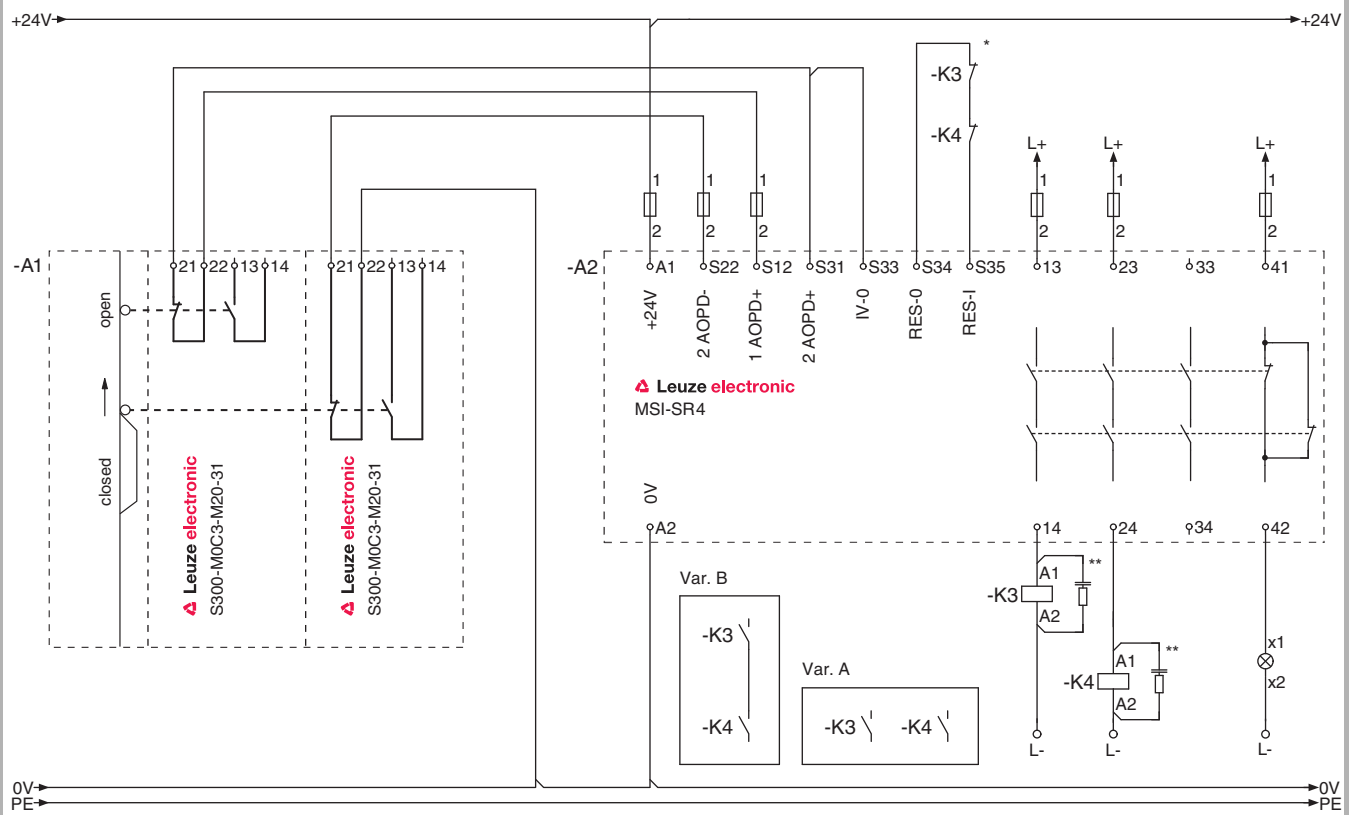 +24V
+24V
*
-K3
-K4
L+
L+
L+
1
1
1
1
1
1
2
2
2
2
2
2
-A1
21
22
13
14
21
22
13
14
open
closed
Leuze electronic
S300-M0C3-M20-31
Leuze electronic
S300-M0C3-M20-31
-A2
A1
S22
S12
S31
S33
S34
S35
13
23
33
41
+24V
2 AOPD-
1 AOPD+
2 AOPD+
IV-0
RES-0
RES-I
Leuze electronic
MSI-SR4
0V
A2
14
24
34
42
Var. B
-K3
-K4
Var. A
-K3
-K4
-K3
A1
A2
**
-K4
A1
A2
**
x1
x2
L-
L-
L-
0V
0V
PE
PE